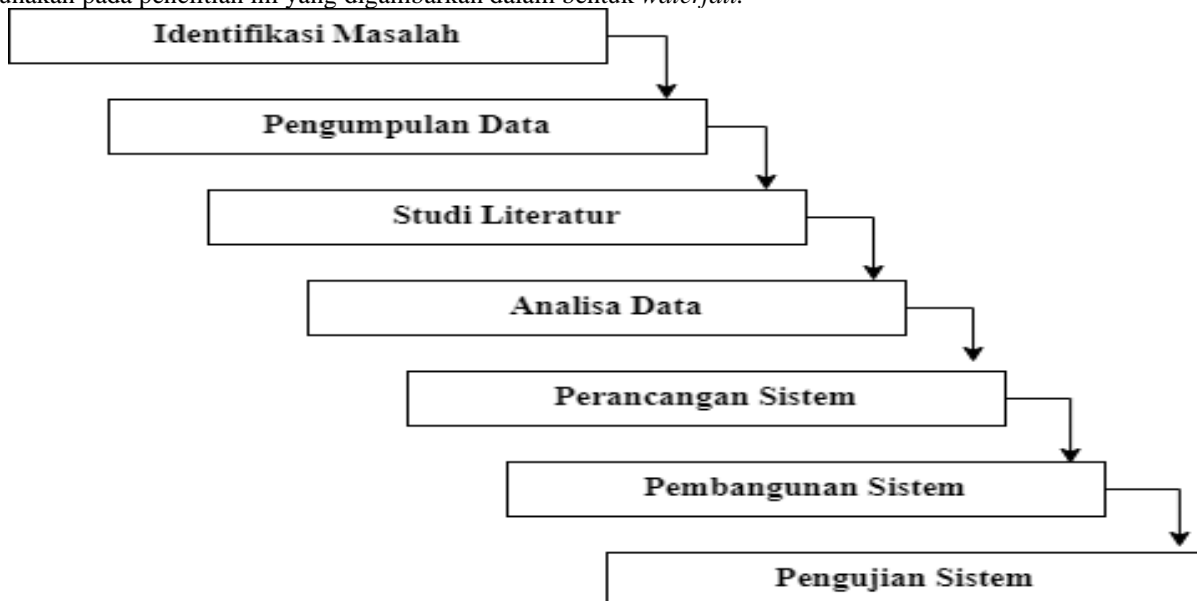 pada penelitian ini yang digambarkan dalam bentuk waterfall.
Identifikasi Masalah
Pengumpulan Data
Studi Literatur
Analisa Data
Perancangan Sistem
Pembangunan Sistem
Pengujian Sistem